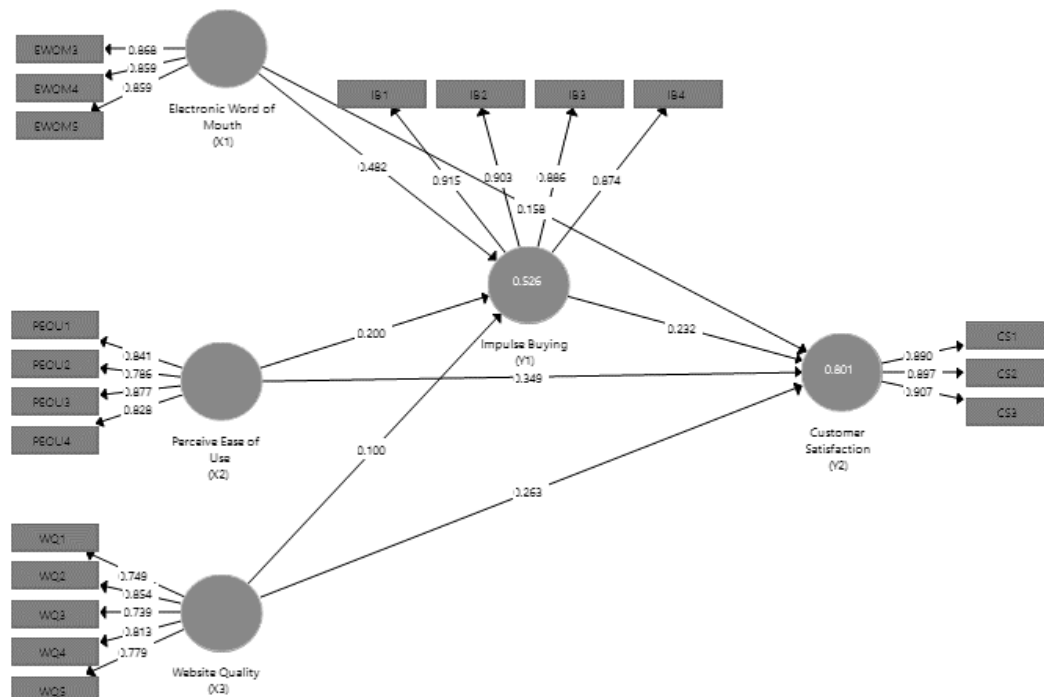 EWOM3
EWOM4
EWOM5
0.868
0.859
0.859
Electronic Word of
Mouth
(X1)
IB1
IB2
IB3
IB4
0.915
0.903
0.886
0.874
0.482
0.158
0.526
Impulse Buying
(Y1)
0.200
0.232
0.349
0.100
0.263
PEOU1
PEOU2
PEOU3
PEOU4
0.841
0.786
0.877
0.828
Perceive Ease of
Use
(X2)
0.801
Customer
Satisfaction
(Y2)
0.890
0.897
0.907
CS1
CS2
CS3
WQ1
WQ2
WQ3
WQ4
WQ5
0.749
0.854
0.739
0.813
0.779
Website Quality
(X3)